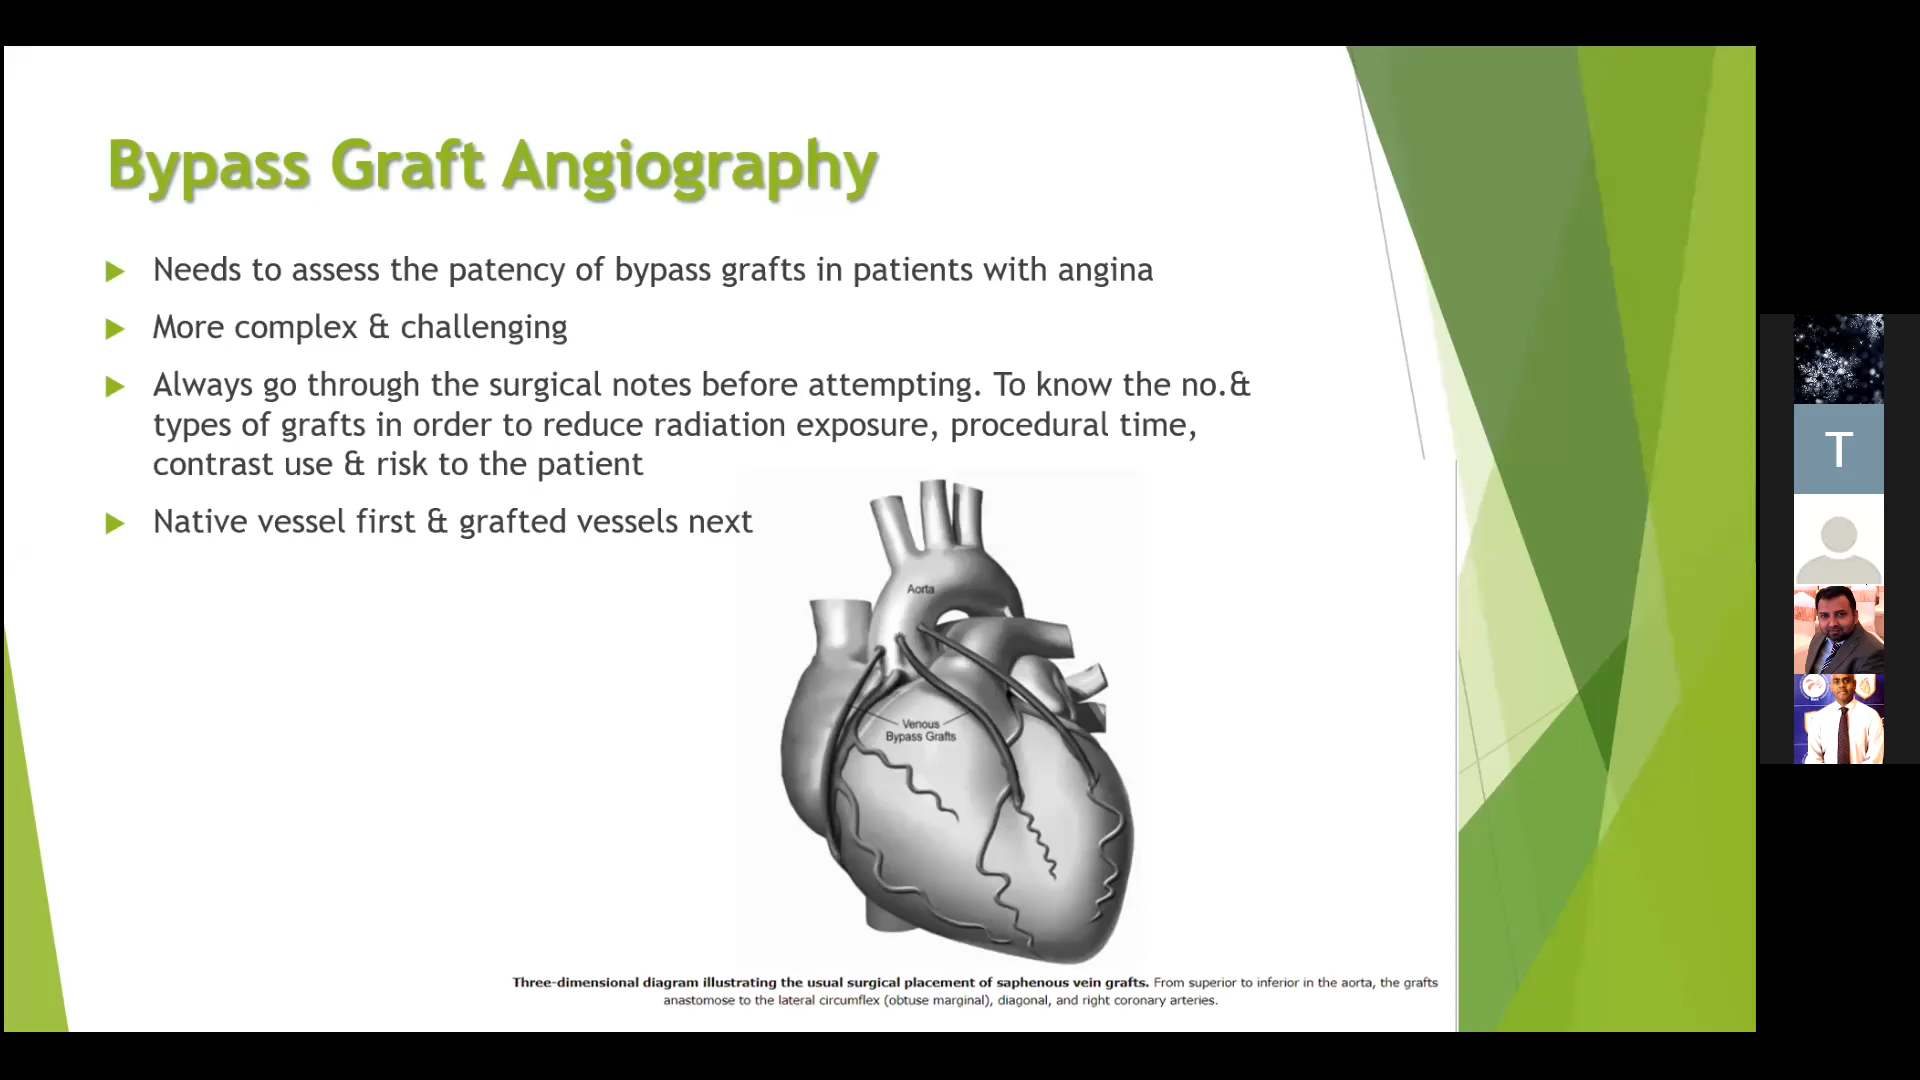 Bypass Graft Angiography
Needs to assess the patency of bypass grafts in patients with angina
More complex & challenging
Always go through the surgical notes before attempting. To know the no.&
types of grafts in order to reduce radiation exposure, procedural time,
contrast use & risk to the patient
Native vessel first & grafted vessels next
Aorta
Venous
Bypass Grafts
Three-dimensional diagram illustrating the usual surgical placement of saphenous vein grafts. From superior to inferior in the aorta, the grafts
anastomose to the lateral circumflex (obtuse marginal), diagonal, and right coronary arteries.
T